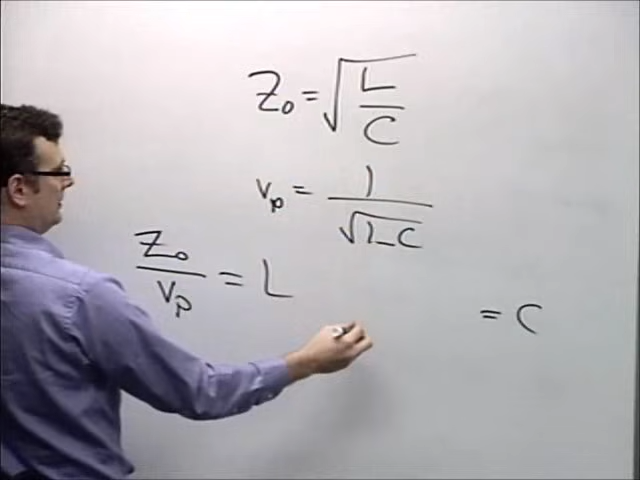 Z₀ = √(L/C)
vₚ = 1/√(LC)
Z₀/vₚ = L
= C